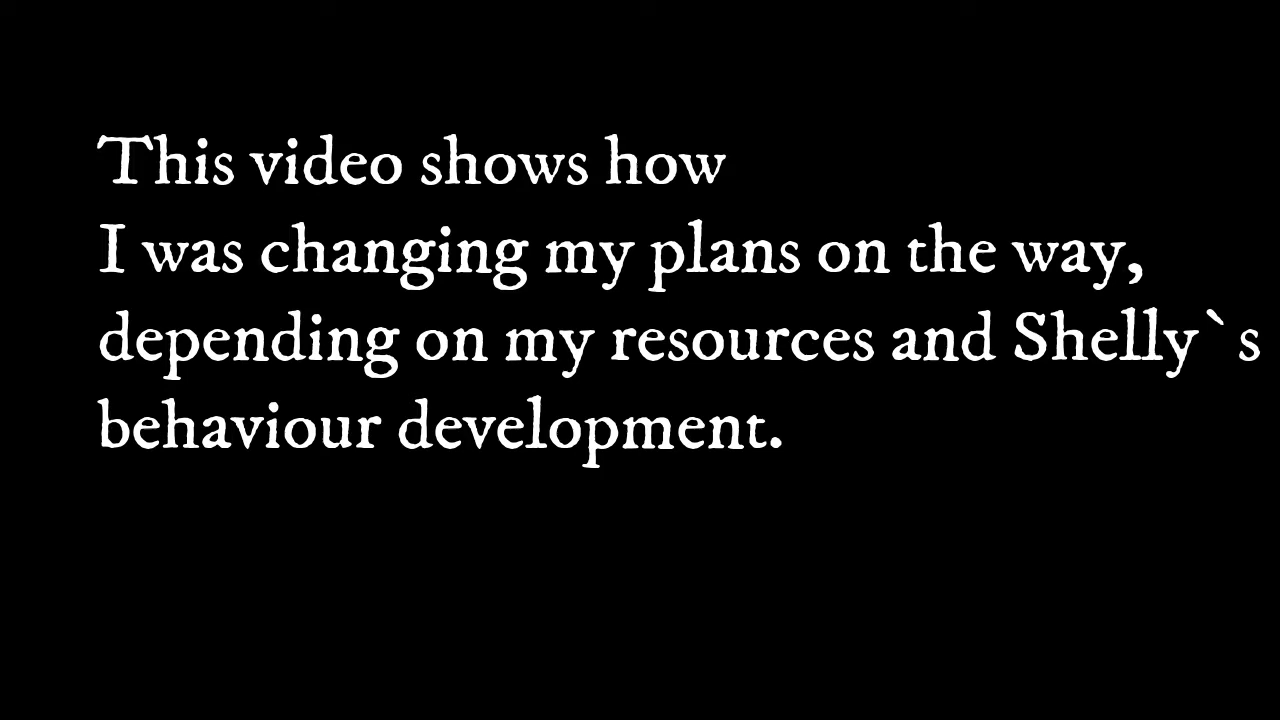 This video shows how
I was changing my plans on the way,
depending on my resources and Shelly`s
behaviour development.